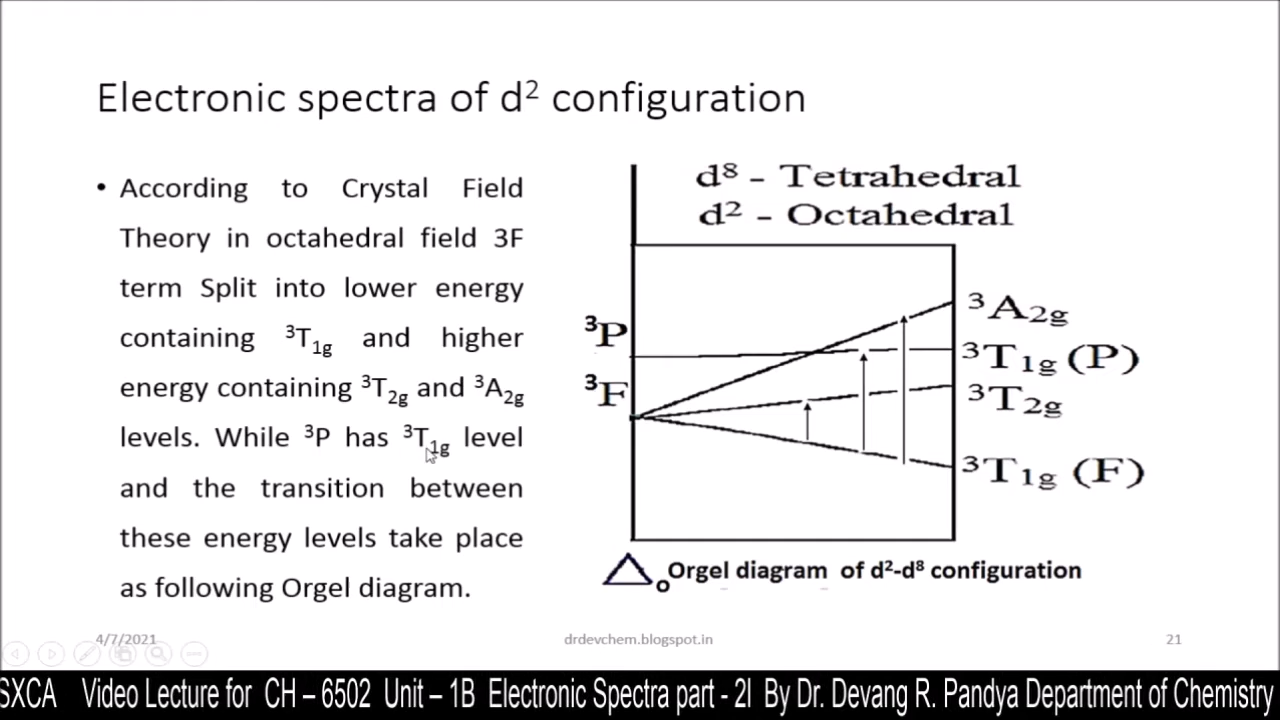 Electronic spectra of d² configuration
• According to Crystal Field
Theory in octahedral field 3F
term Split into lower energy
containing ³T₁g and higher
energy containing ³T₂g and ³A₂g
levels. While ³P has ³T₁g level
and the transition between
these energy levels take place
as following Orgel diagram.
d⁸ - Tetrahedral
d² - Octahedral
³P
³F
³A₂g
³T₁g (P)
³T₂g
³T₁g (F)
△o
Orgel diagram of d²-d⁸ configuration
4/7/2021
drdevchem.blogspot.in
21
SXCA Video Lecture for CH – 6502 Unit – 1B Electronic Spectra part - 2I By Dr. Devang R. Pandya Department of Chemistry